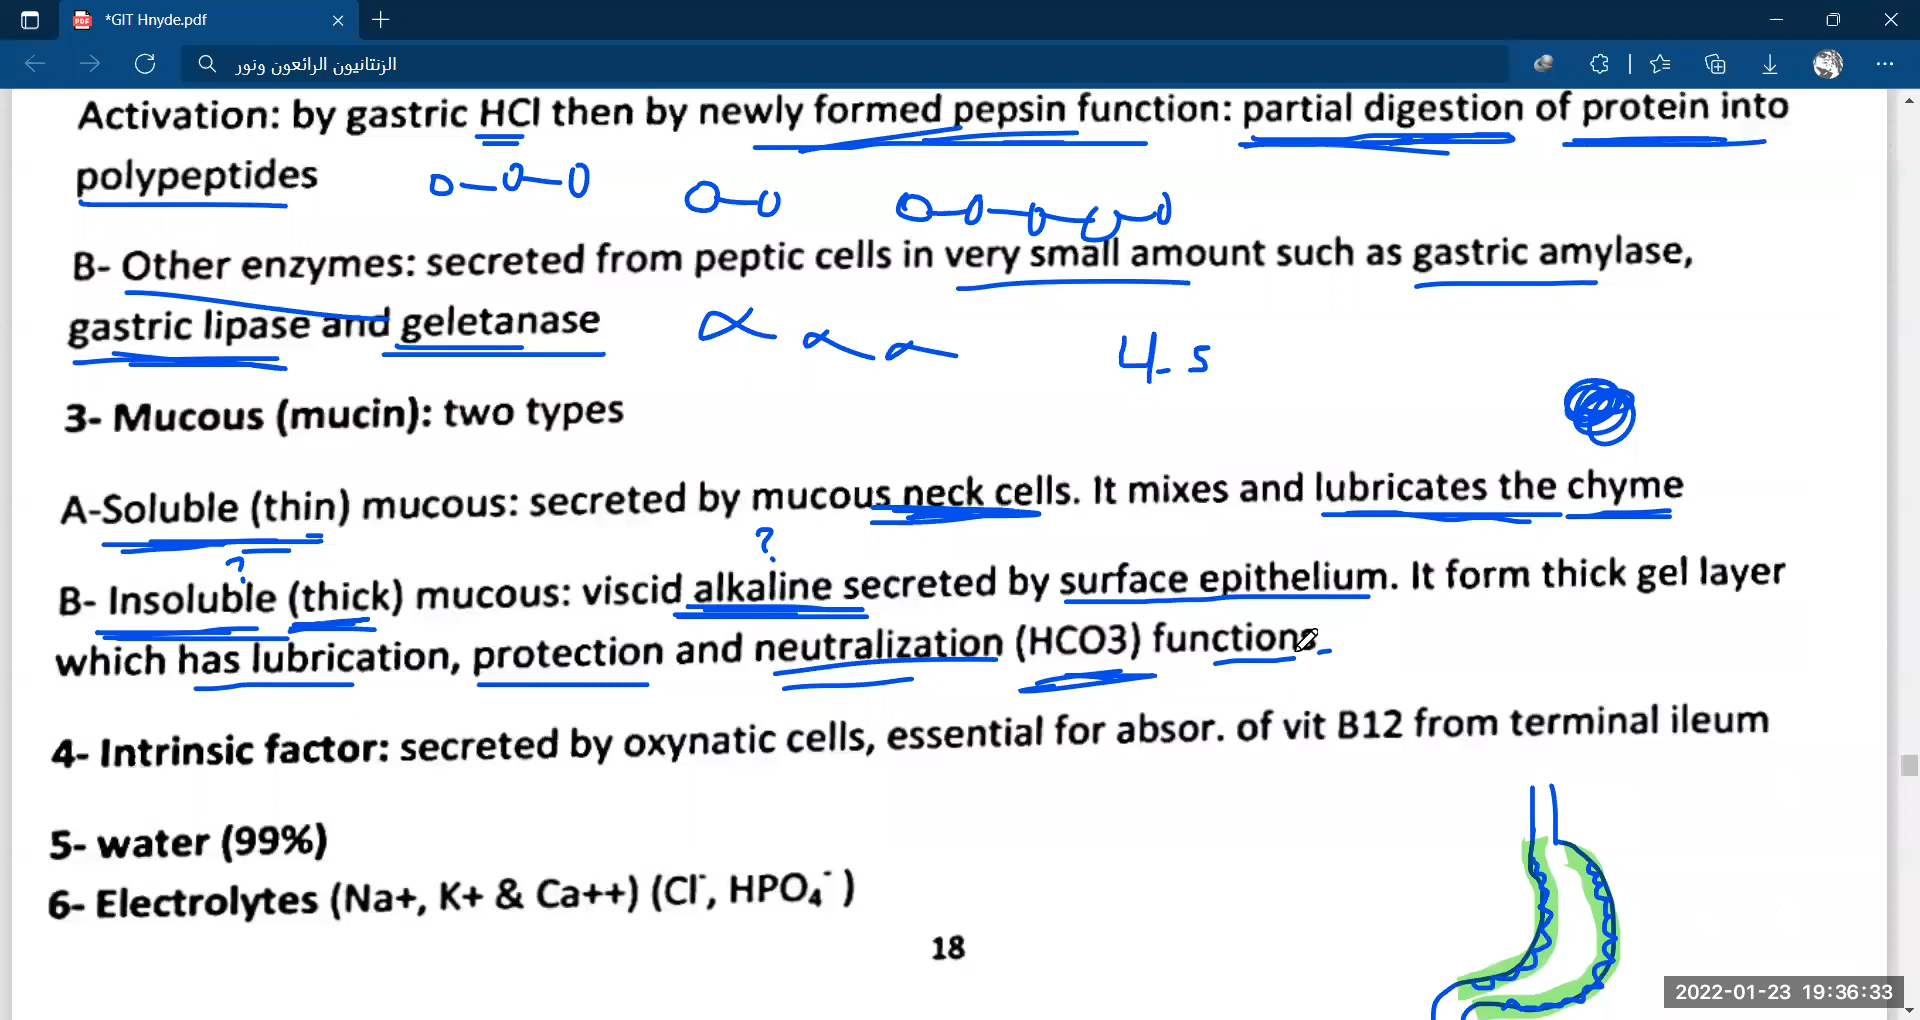 *GIT Hnyde.pdf
الزنتانيون الرائعون ونور
Activation: by gastric HCl then by newly formed pepsin function: partial digestion of protein into
polypeptides
B- Other enzymes: secreted from peptic cells in very small amount such as gastric amylase,
gastric lipase and geletanase
4-5
3- Mucous (mucin): two types
A-Soluble (thin) mucous: secreted by mucous neck cells. It mixes and lubricates the chyme
? ?
B- Insoluble (thick) mucous: viscid alkaline secreted by surface epithelium. It form thick gel layer
which has lubrication, protection and neutralization (HCO3) functions.
4- Intrinsic factor: secreted by oxynatic cells, essential for absor. of vit B12 from terminal ileum
5- water (99%)
6- Electrolytes (Na+, K+ & Ca++) (Cl⁻, HPO₄⁻ )
18
2022-01-23 19:36:33